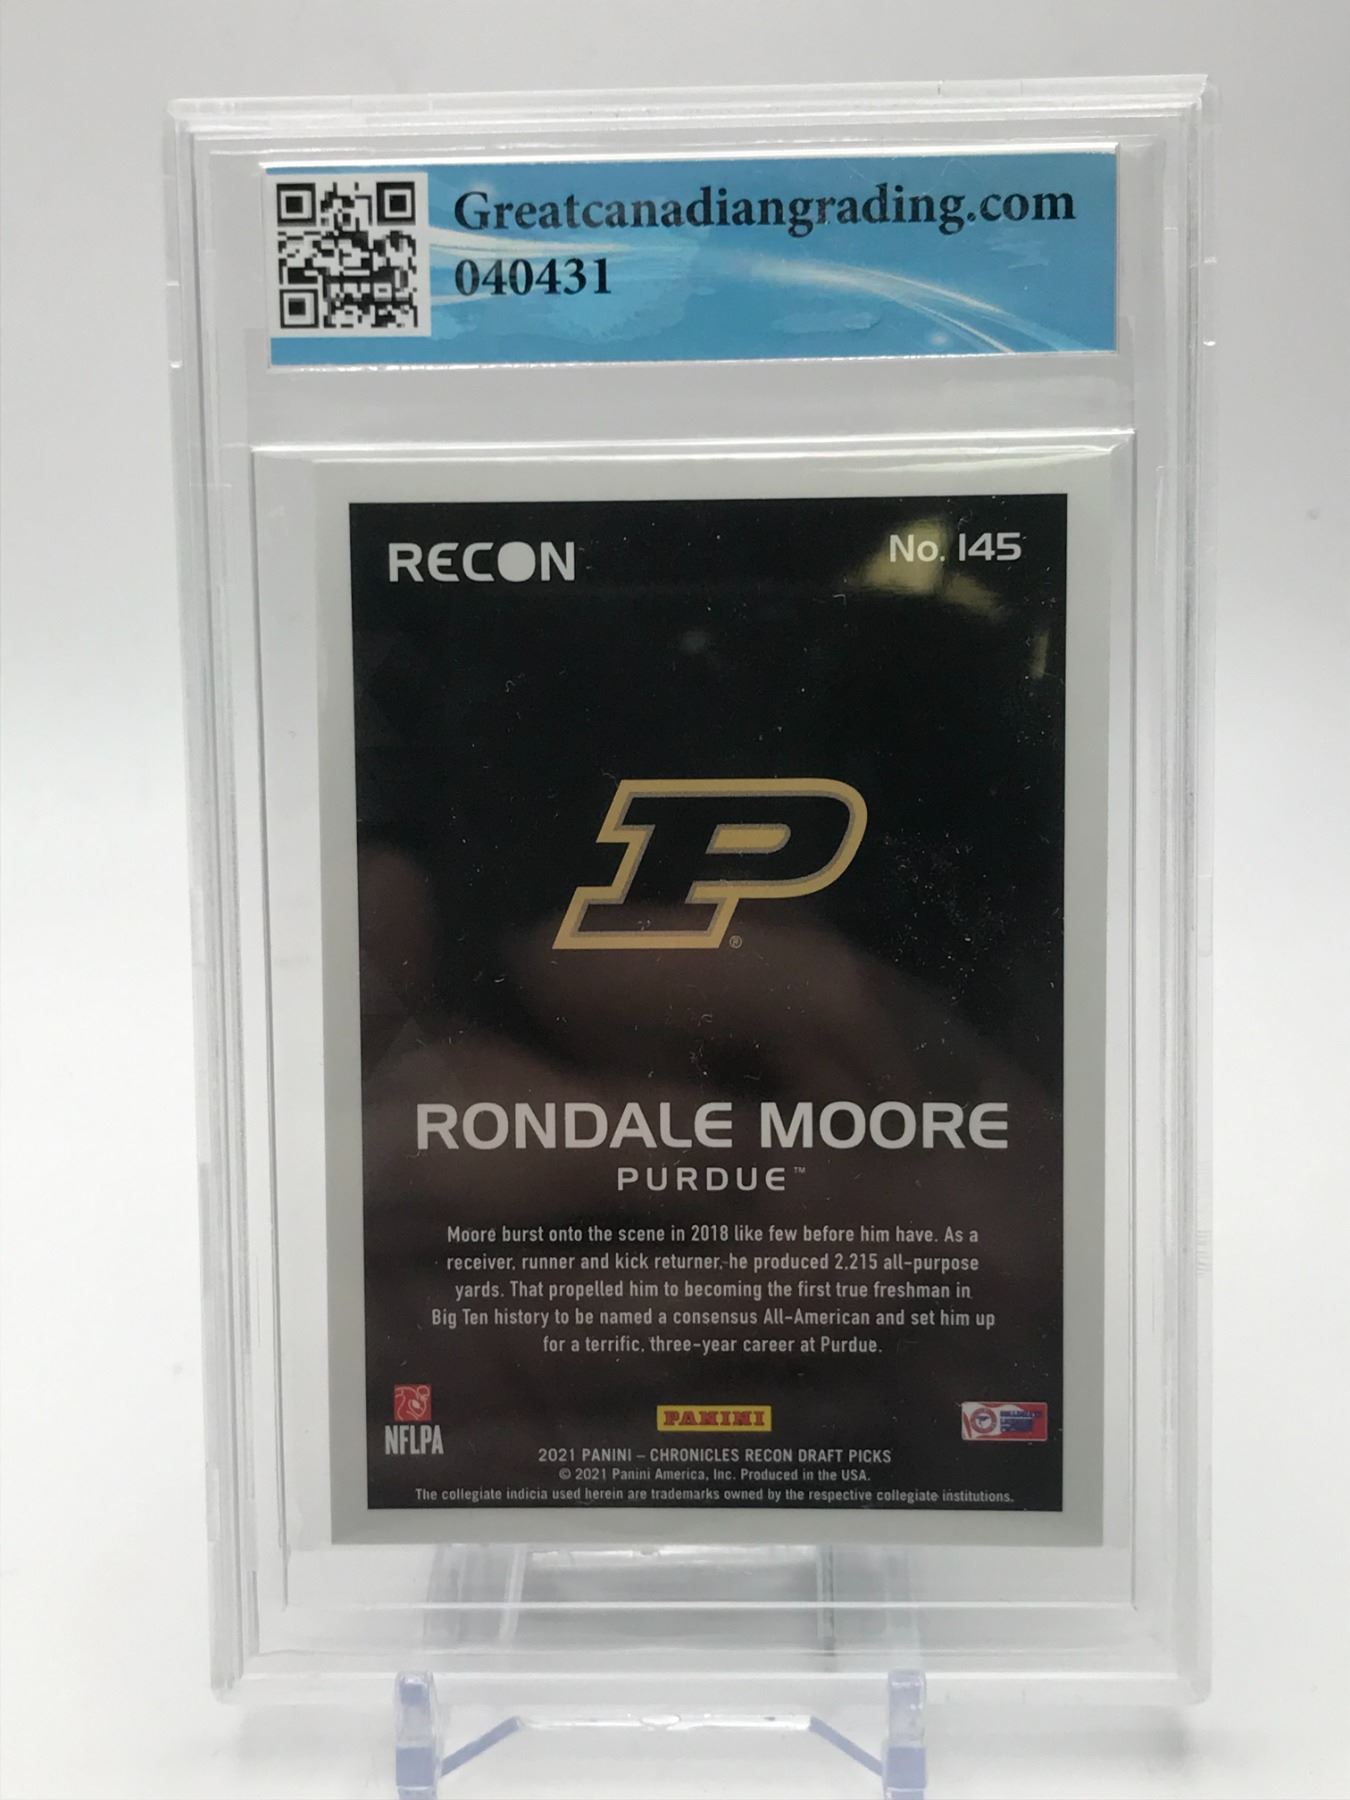 Greatcanadiangrading.com
040431
RECON
No. 145
P
®
RONDALE MOORE
PURDUE™
Moore burst onto the scene in 2018 like few before him have. As a
receiver, runner and kick returner, he produced 2,215 all-purpose
yards. That propelled him to becoming the first true freshman in
Big Ten history to be named a consensus All-American and set him up
for a terrific, three-year career at Purdue.
NFLPA
PANINI
2021 PANINI – CHRONICLES RECON DRAFT PICKS
© 2021 Panini America, Inc. Produced in the USA.
The collegiate indicia used herein are trademarks owned by the respective collegiate institutions.